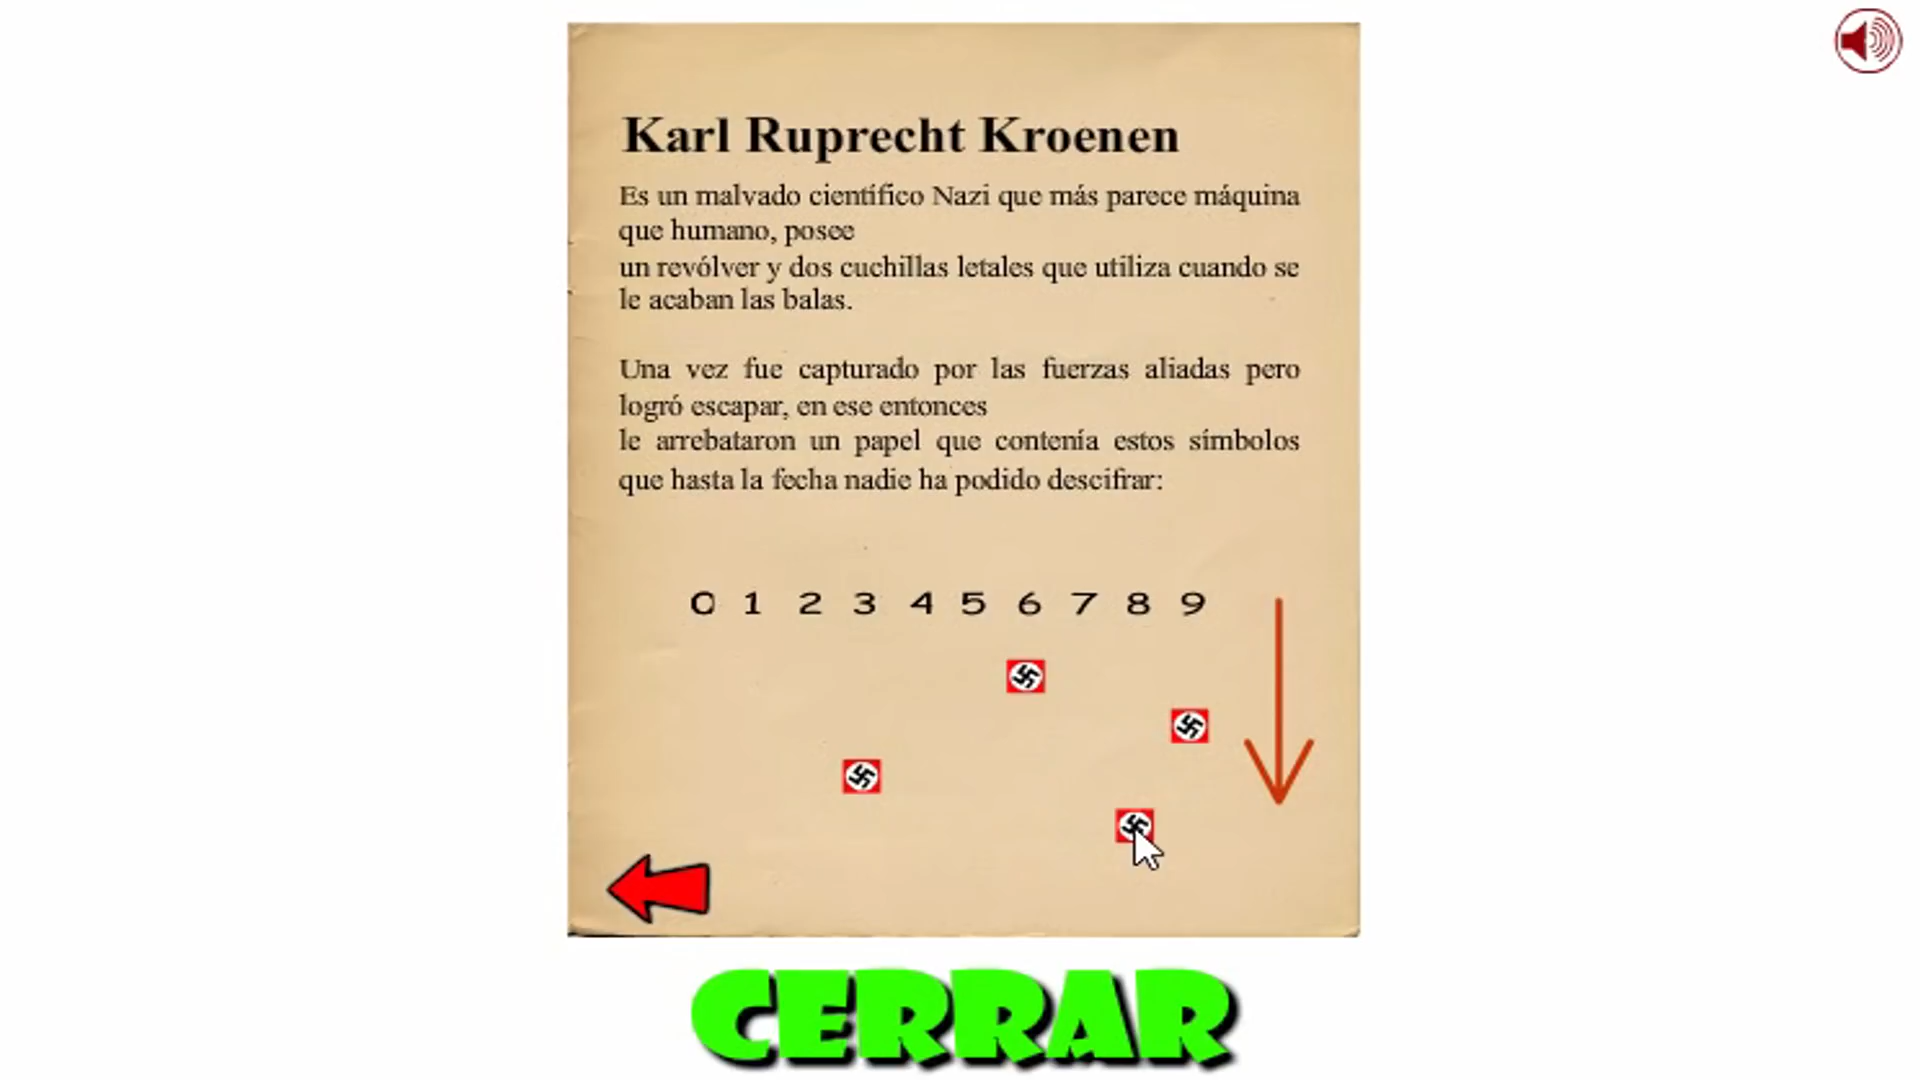 Karl Ruprecht Kroenen
Es un malvado científico Nazi que más parece máquina
que humano, posee
un revólver y dos cuchillas letales que utiliza cuando se
le acaban las balas.
Una vez fue capturado por las fuerzas aliadas pero
logró escapar, en ese entonces
le arrebataron un papel que contenía estos símbolos
que hasta la fecha nadie ha podido descifrar:
0 1 2 3 4 5 6 7 8 9
CERRAR